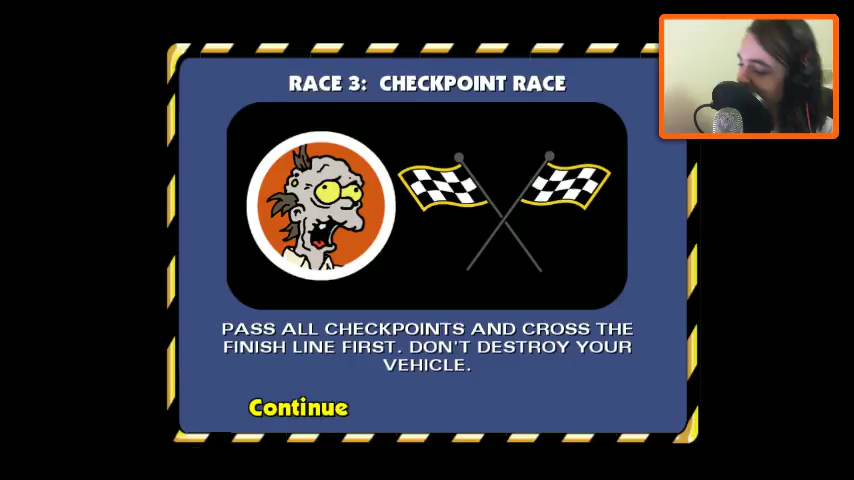 RACE 3: CHECKPOINT RACE
PASS ALL CHECKPOINTS AND CROSS THE
FINISH LINE FIRST. DON'T DESTROY YOUR
VEHICLE.
Continue